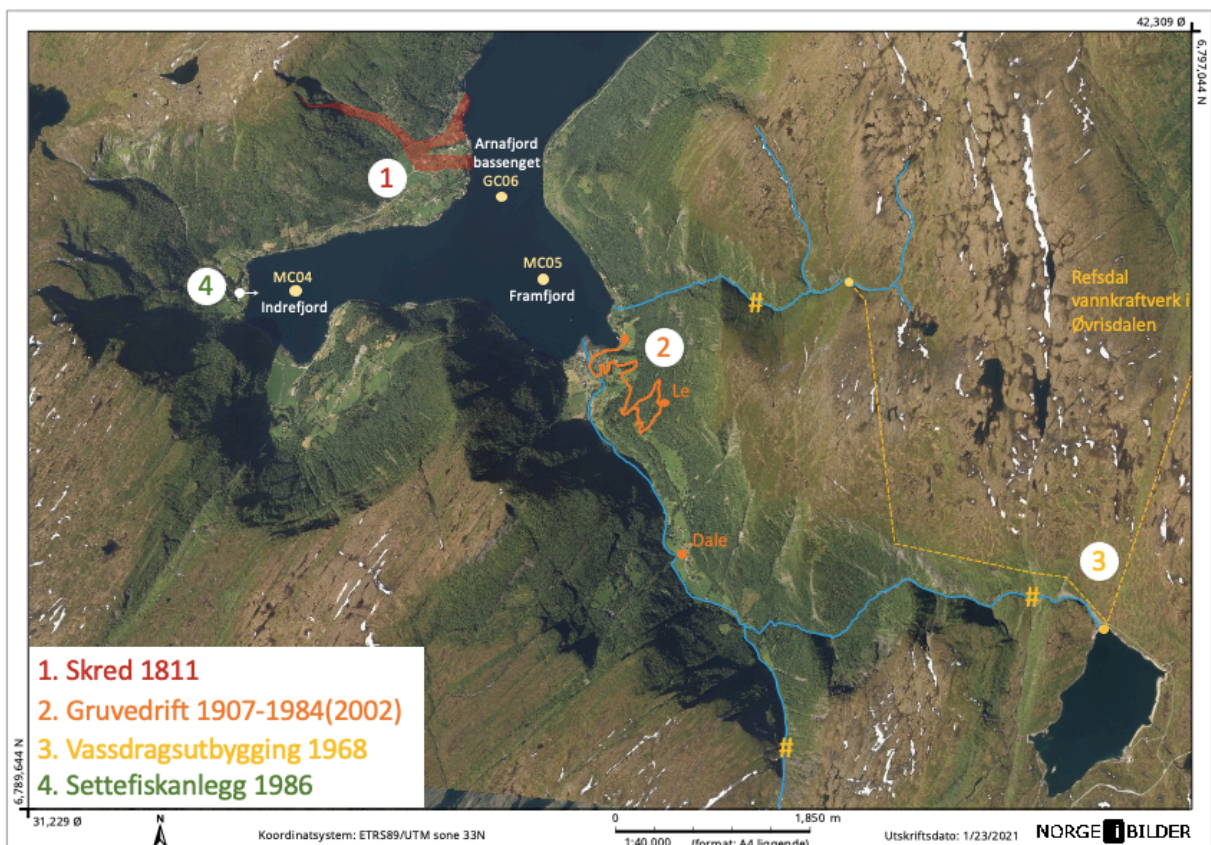 42,309 Ø
6,797,044 N
Arnafjord
bassenget
GC06
1
4
MC04
Indrefjord
MC05
Framfjord
#
Refsdal
vannkraftverk i
Øvrisdalen
2
Le
Dale
3
#
#
1. Skred 1811
2. Gruvedrift 1907-1984(2002)
3. Vassdragsutbygging 1968
4. Settefiskanlegg 1986
6,789,644 N
31,229 Ø
N
Koordinatsystem: ETRS89/UTM sone 33N
0 1,850 m
1:40 000 (format: A4 liggende)
Utskriftsdato: 1/23/2021
NORGE i BILDER